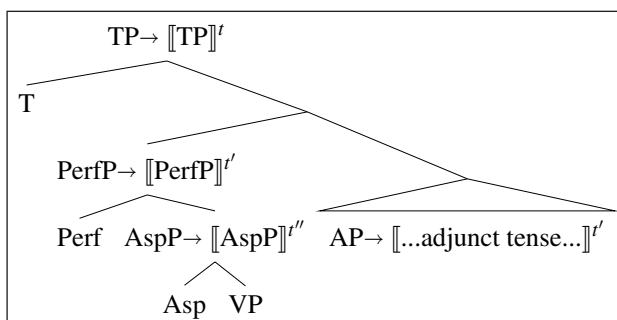 TP→ ⟦TP⟧ᵗ
T
PerfP→ ⟦PerfP⟧ᵗ′
Perf AspP→ ⟦AspP⟧ᵗ″ AP→ ⟦...adjunct tense...⟧ᵗ′
Asp VP